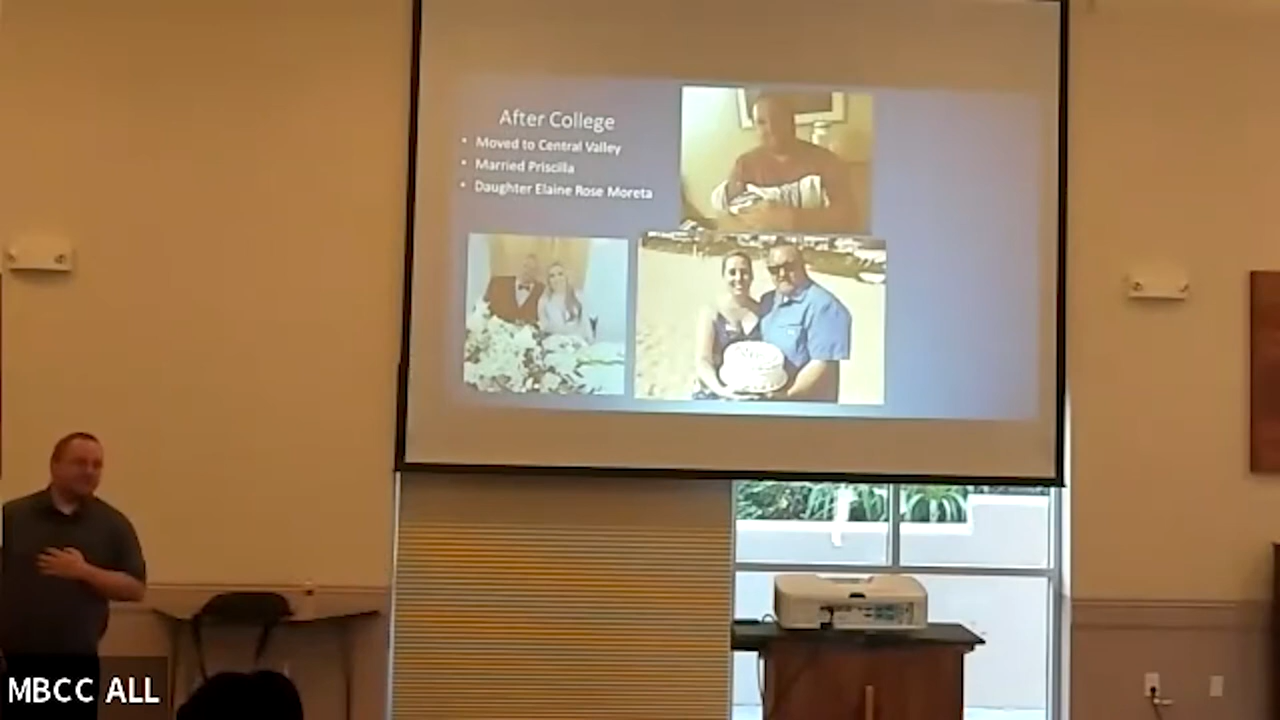 After College
• Moved to Central Valley
• Married Priscilla
• Daughter Elaine Rose Moreta
MBCC ALL